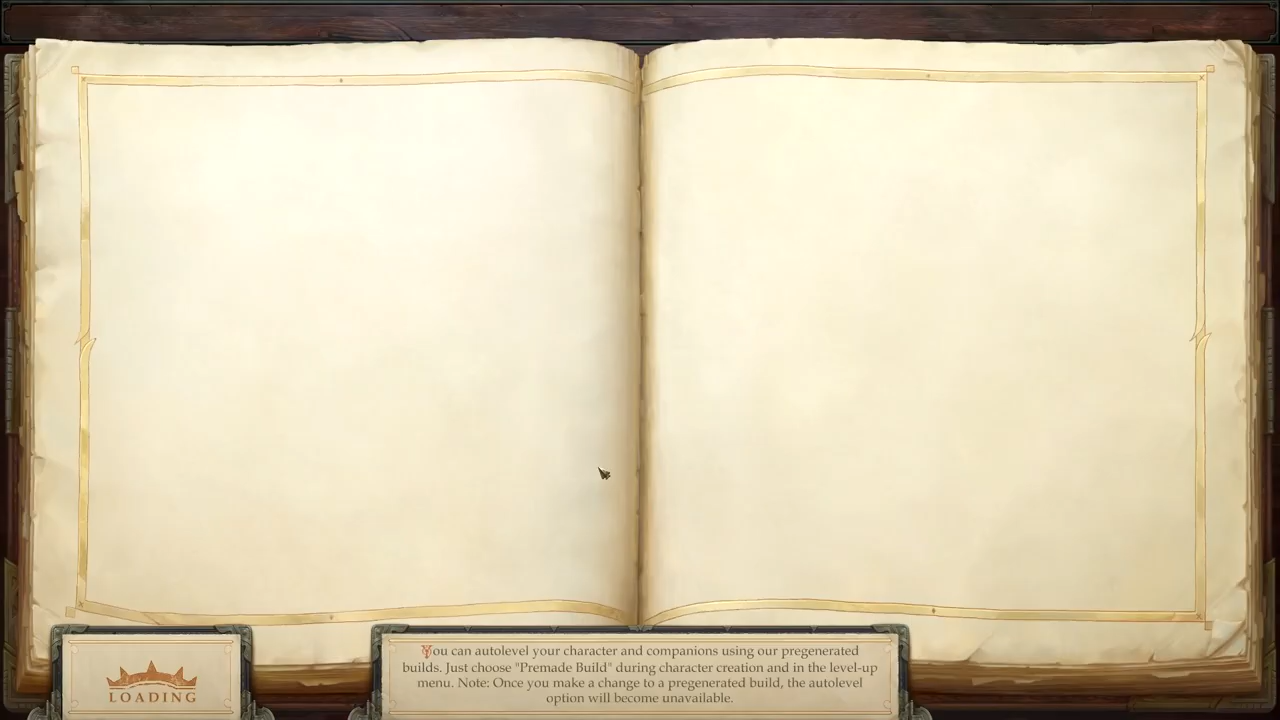 LOADING
You can autolevel your character and companions using our pregenerated
builds. Just choose "Premade Build" during character creation and in the level-up
menu. Note: Once you make a change to a pregenerated build, the autolevel
option will become unavailable.